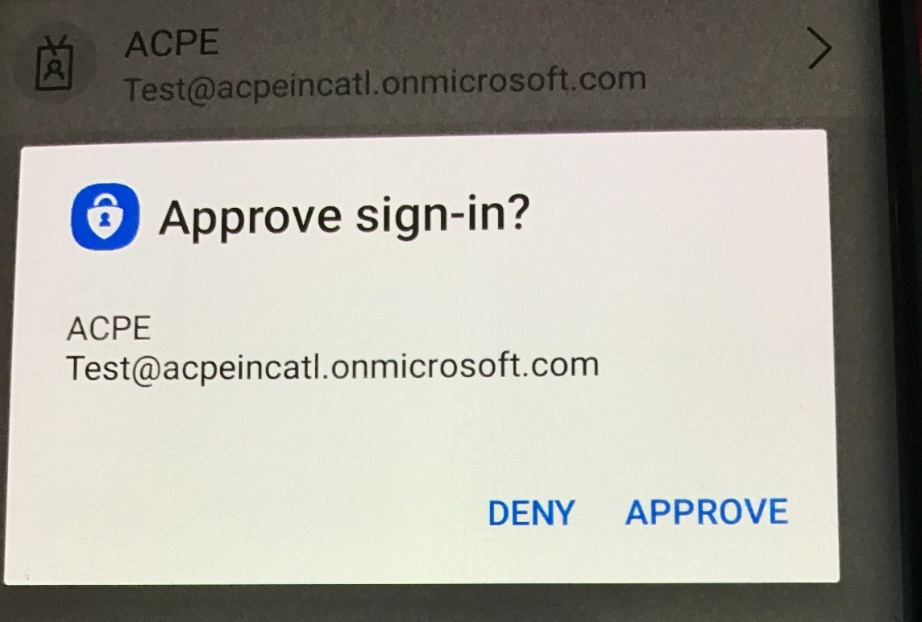 ACPE
Test@acpeincatl.onmicrosoft.com
Approve sign-in?
ACPE
Test@acpeincatl.onmicrosoft.com
DENY APPROVE